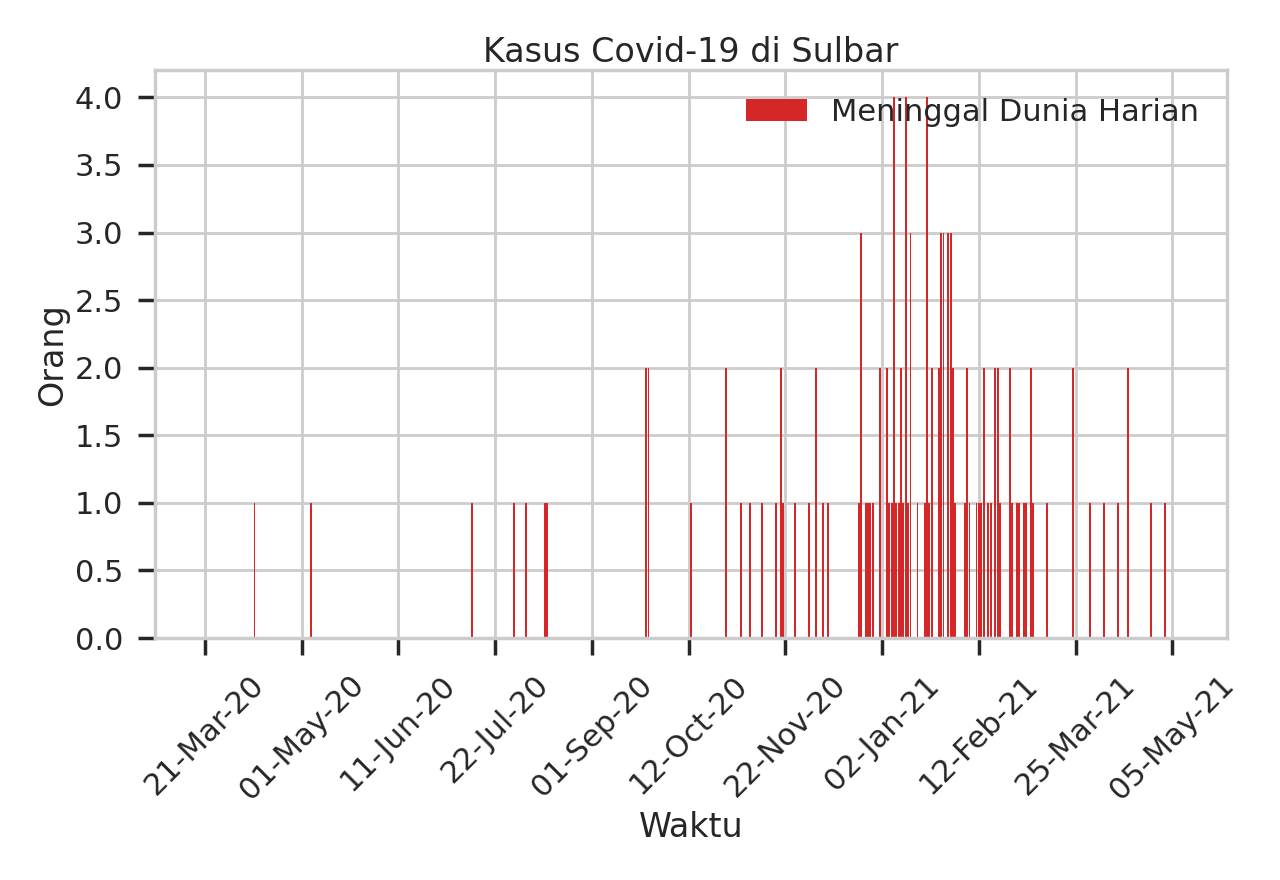 Kasus Covid-19 di Sulbar
Meninggal Dunia Harian
4.0
3.5
3.0
2.5
2.0
1.5
1.0
0.5
0.0
Orang
21-Mar-20
01-May-20
11-Jun-20
22-Jul-20
01-Sep-20
12-Oct-20
22-Nov-20
02-Jan-21
12-Feb-21
25-Mar-21
05-May-21
Waktu